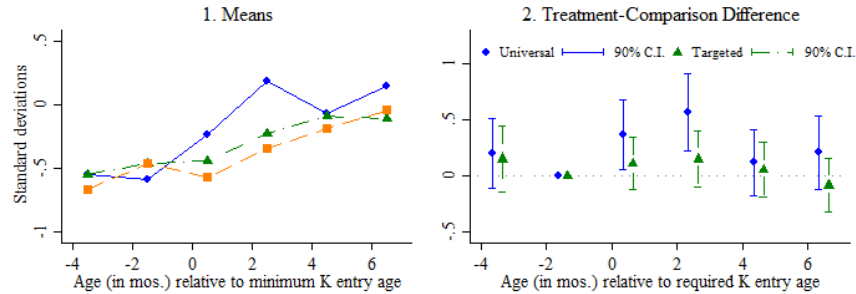 1. Means
Standard deviations
.5
0
-.5
-1
-4 -2 0 2 4 6
Age (in mos.) relative to minimum K entry age
2. Treatment-Comparison Difference
Universal 90% C.I. Targeted 90% C.I.
1
.5
0
-.5
-4 -2 0 2 4 6
Age (in mos.) relative to required K entry age